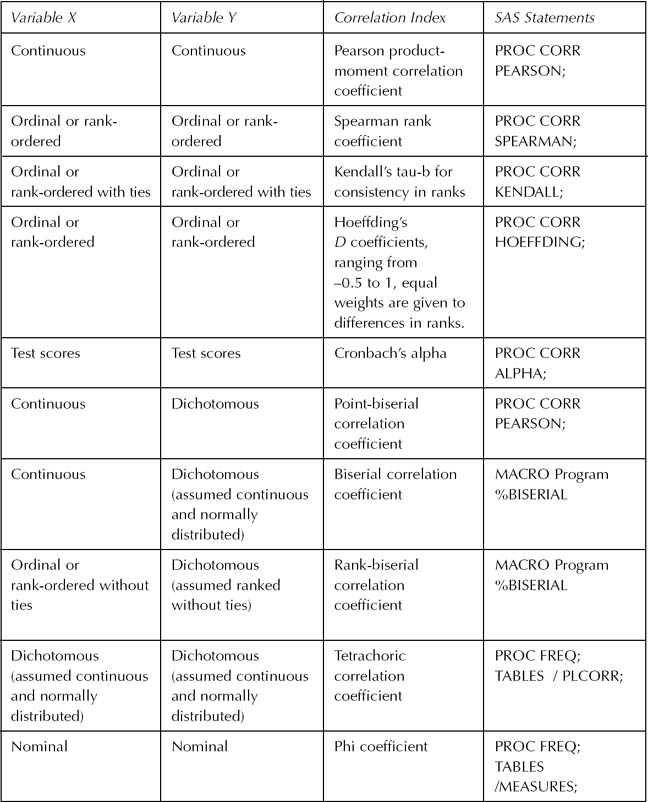 Variable X Variable Y Correlation Index SAS Statements
Continuous Continuous Pearson product- PROC CORR
moment correlation PEARSON;
coefficient
Ordinal or rank- Ordinal or rank- Spearman rank PROC CORR
ordered ordered coefficient SPEARMAN;
Ordinal or Ordinal or Kendall's tau-b for PROC CORR
rank-ordered with ties rank-ordered with ties consistency in ranks KENDALL;
Ordinal or Ordinal or Hoeffding's PROC CORR
rank-ordered rank-ordered D coefficients, HOEFFDING;
ranging from
–0.5 to 1, equal
weights are given to
differences in ranks.
Test scores Test scores Cronbach's alpha PROC CORR
ALPHA;
Continuous Dichotomous Point-biserial PROC CORR
correlation PEARSON;
coefficient
Continuous Dichotomous Biserial correlation MACRO Program
(assumed continuous coefficient %BISERIAL
and normally
distributed)
Ordinal or Dichotomous Rank-biserial MACRO Program
rank-ordered without (assumed ranked correlation %BISERIAL
ties without ties) coefficient
Dichotomous Dichotomous Tetrachoric PROC FREQ;
(assumed continuous (assumed continuous correlation TABLES / PLCORR;
and normally and normally coefficient
distributed) distributed)
Nominal Nominal Phi coefficient PROC FREQ;
TABLES
/MEASURES;